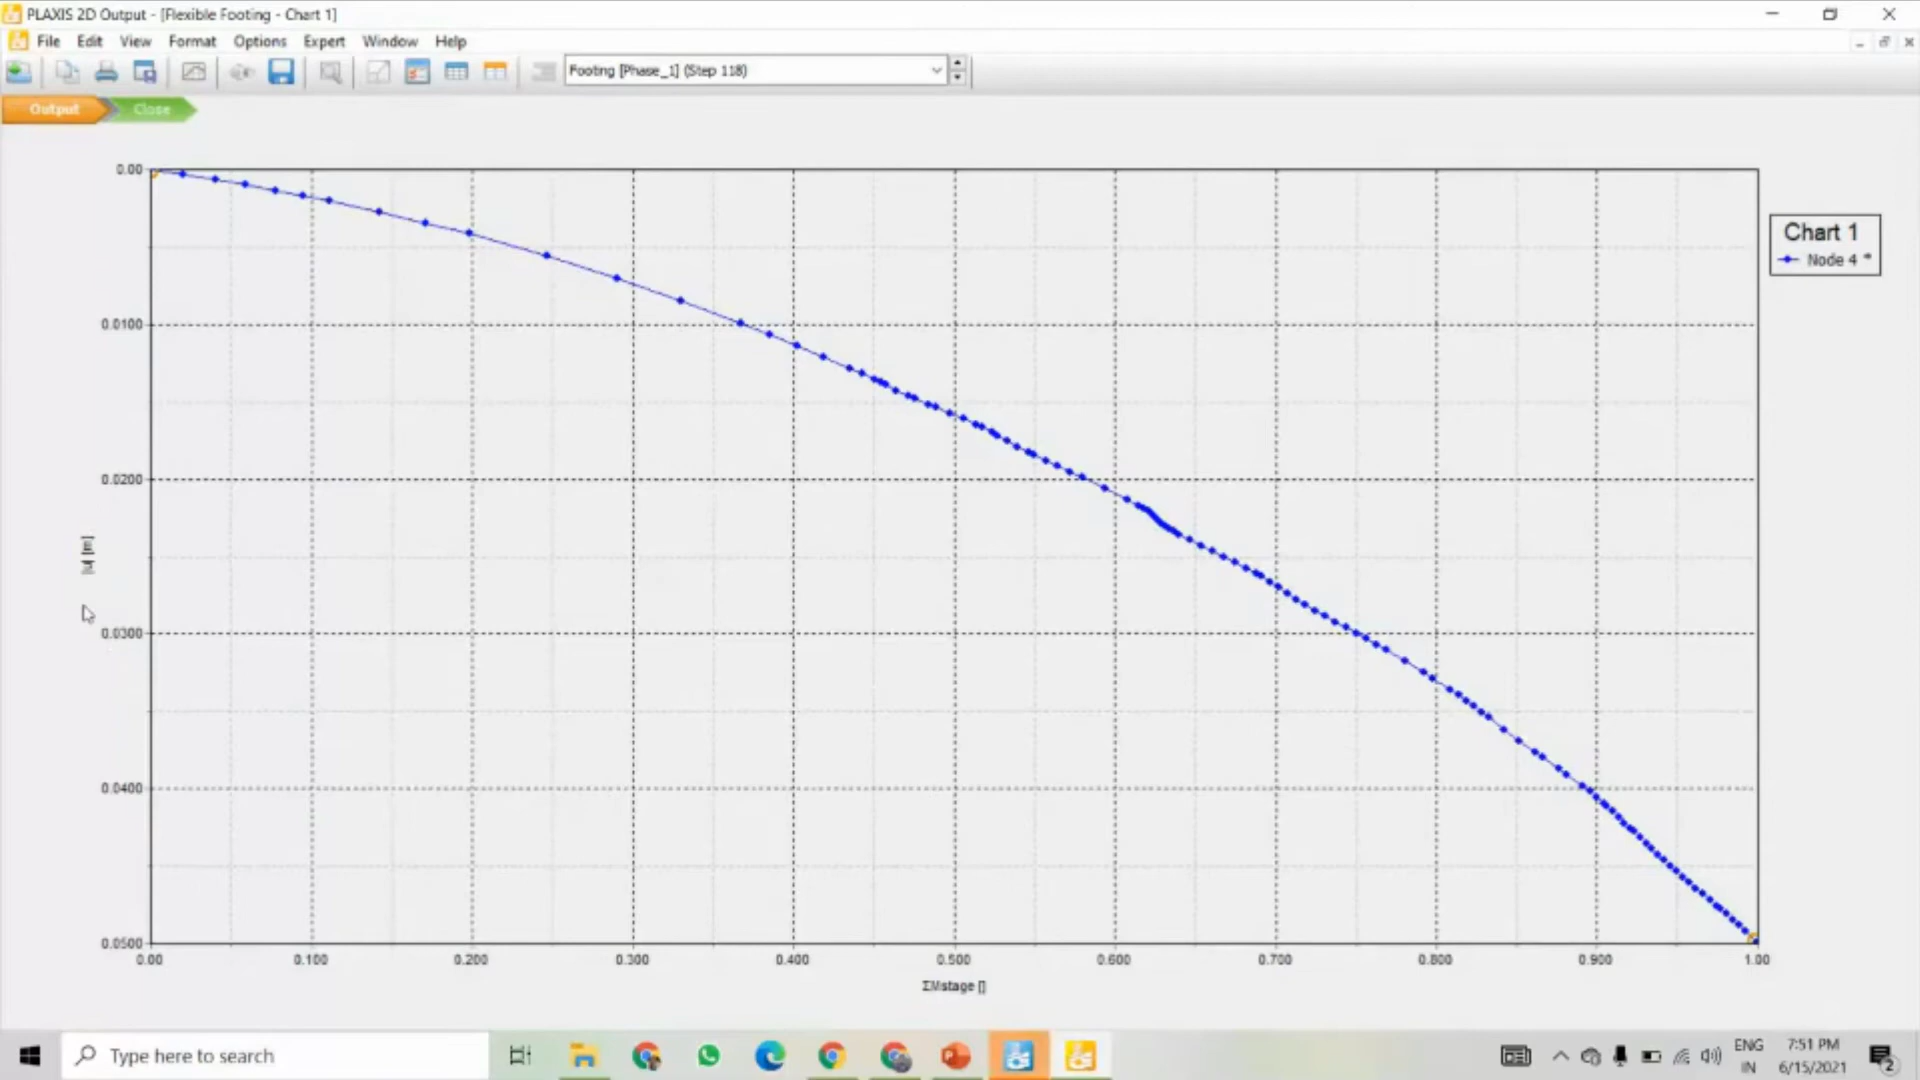 PLAXIS 2D Output - [Flexible Footing - Chart 1]
File Edit View Format Options Expert Window Help
Footing [Phase_1] (Step 118)
Output Close
0.00
0.0100
0.0200
0.0300
0.0400
0.0500
|u| [m]
Chart 1
Node 4 *
0.00 0.100 0.200 0.300 0.400 0.500 0.600 0.700 0.800 0.900 1.00
ΣMstage []
Type here to search
ENG
IN
7:51 PM
6/15/2021
2